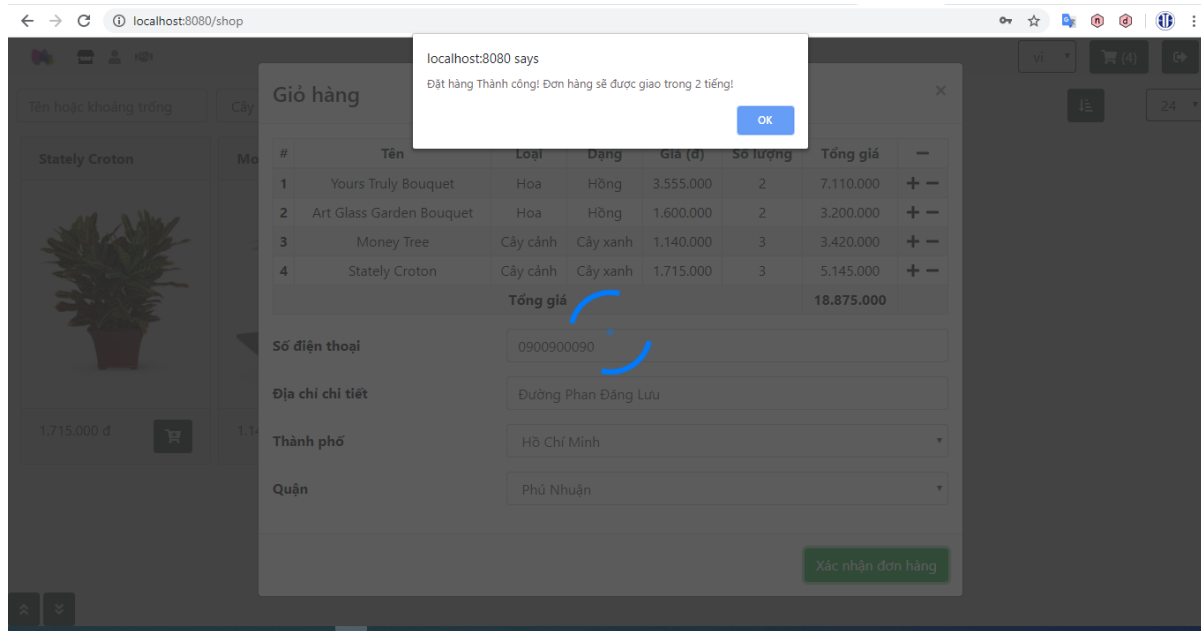 localhost:8080/shop
localhost:8080 says
Đặt hàng Thành công! Đơn hàng sẽ được giao trong 2 tiếng!
OK
vi
(4)
Tên hoặc khoảng trống
Cây
24
Giỏ hàng
×
Stately Croton
Mo
1.715.000 đ
1.14
# Tên Loại Dạng Giá (đ) Số lượng Tổng giá −
1 Yours Truly Bouquet Hoa Hồng 3.555.000 2 7.110.000 + −
2 Art Glass Garden Bouquet Hoa Hồng 1.600.000 2 3.200.000 + −
3 Money Tree Cây cảnh Cây xanh 1.140.000 3 3.420.000 + −
4 Stately Croton Cây cảnh Cây xanh 1.715.000 3 5.145.000 + −
Tổng giá 18.875.000
Số điện thoại 0900900090
Địa chỉ chi tiết Đường Phan Đăng Lưu
Thành phố Hồ Chí Minh
Quận Phú Nhuận
Xác nhận đơn hàng